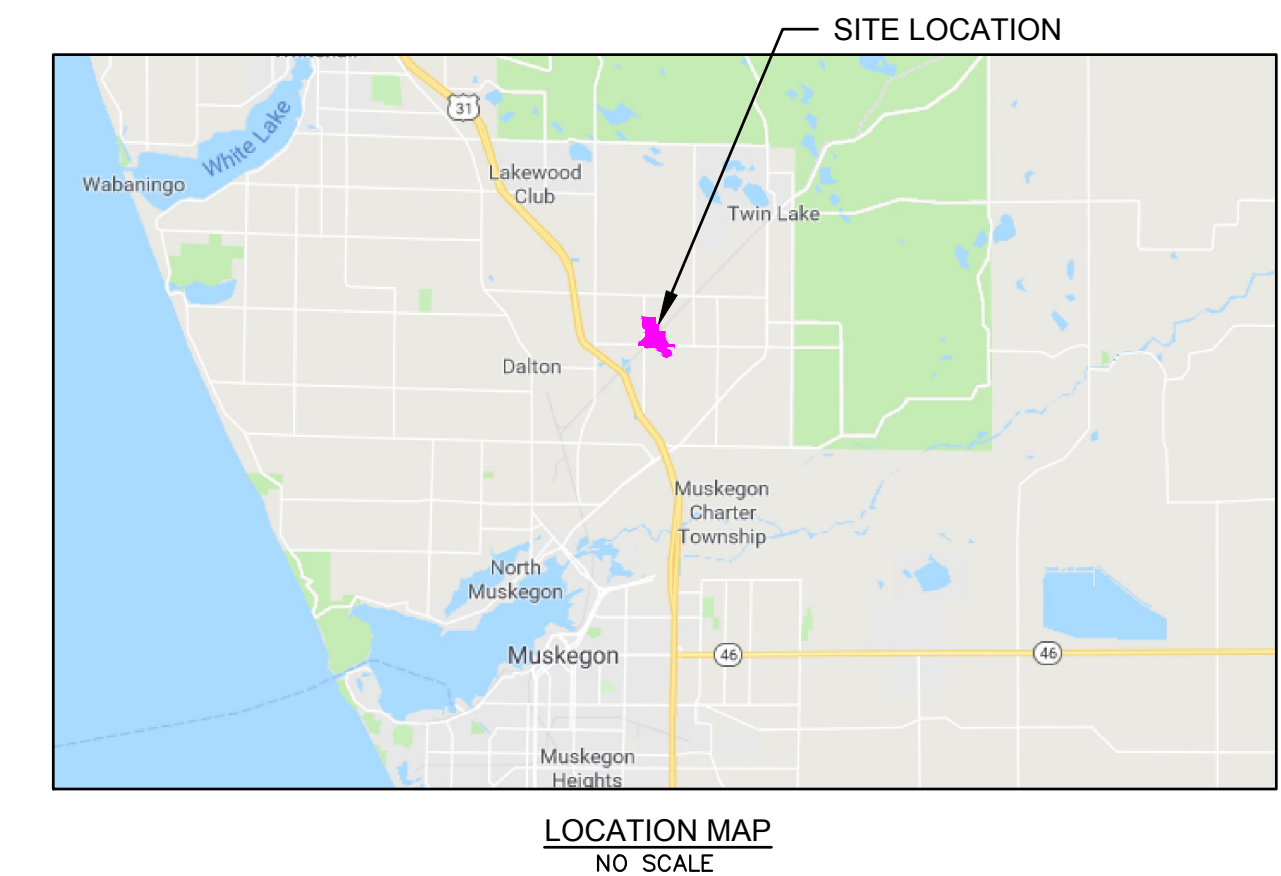 SITE LOCATION
31
White Lake
Lakewood
Club
Wabaningo
Twin Lake
Dalton
Muskegon
Charter
Township
North
Muskegon
Muskegon
46
46
Muskegon
Heights
LOCATION MAP
NO SCALE